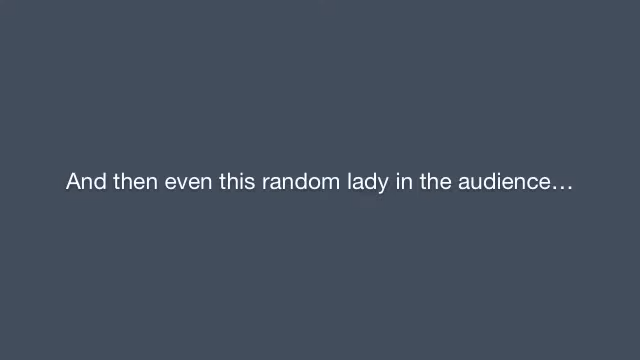 And then even this random lady in the audience…